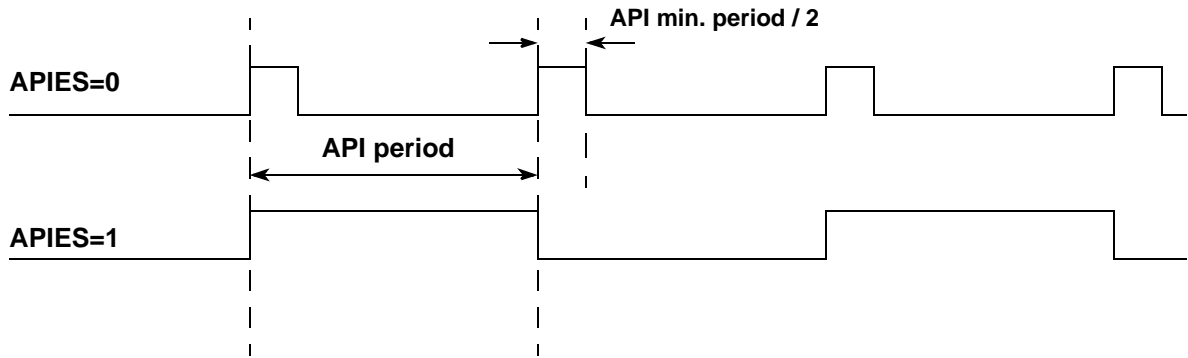 API min. period / 2
APIES=0
API period
APIES=1